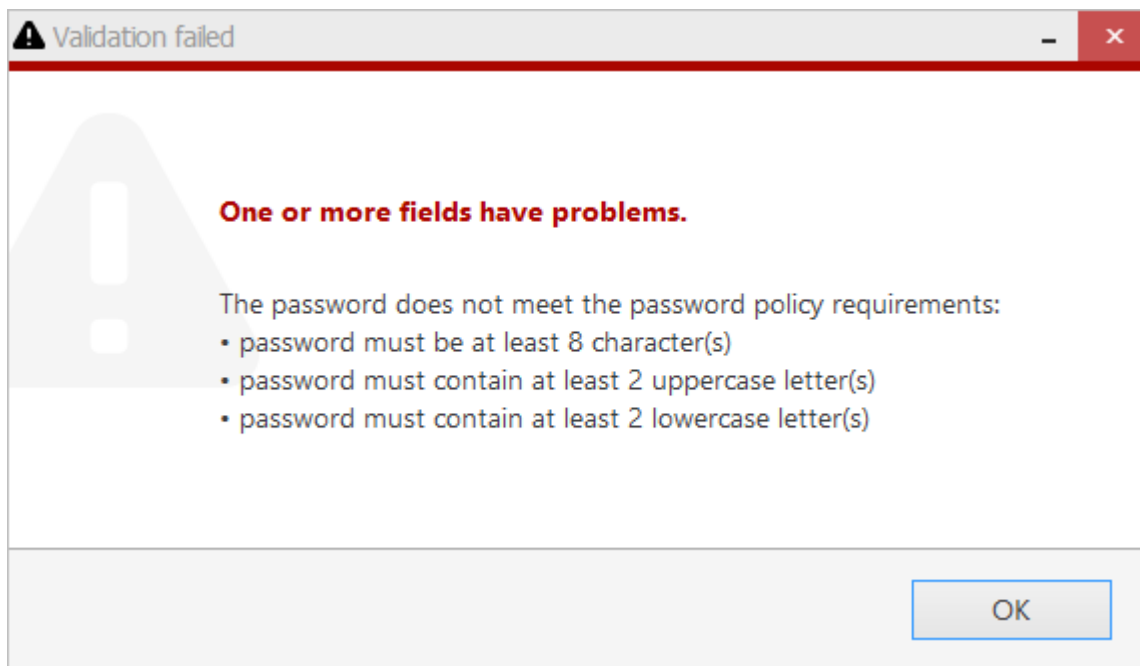 Validation failed
One or more fields have problems.
The password does not meet the password policy requirements:
• password must be at least 8 character(s)
• password must contain at least 2 uppercase letter(s)
• password must contain at least 2 lowercase letter(s)
OK